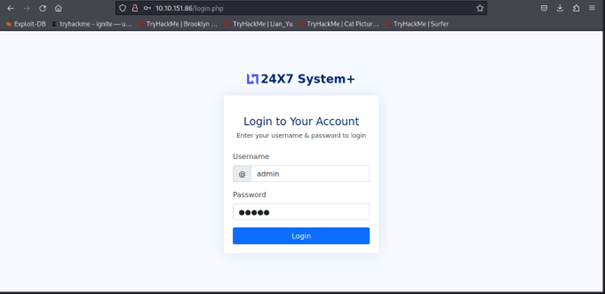 10.10.151.86/login.php
Exploit-DB tryhackme - ignite — u... TryHackMe | Brooklyn ... TryHackMe | Lian_Yu TryHackMe | Cat Pictur... TryHackMe | Surfer
24X7 System+
Login to Your Account
Enter your username & password to login
Username
@ admin
Password
●●●●●
Login